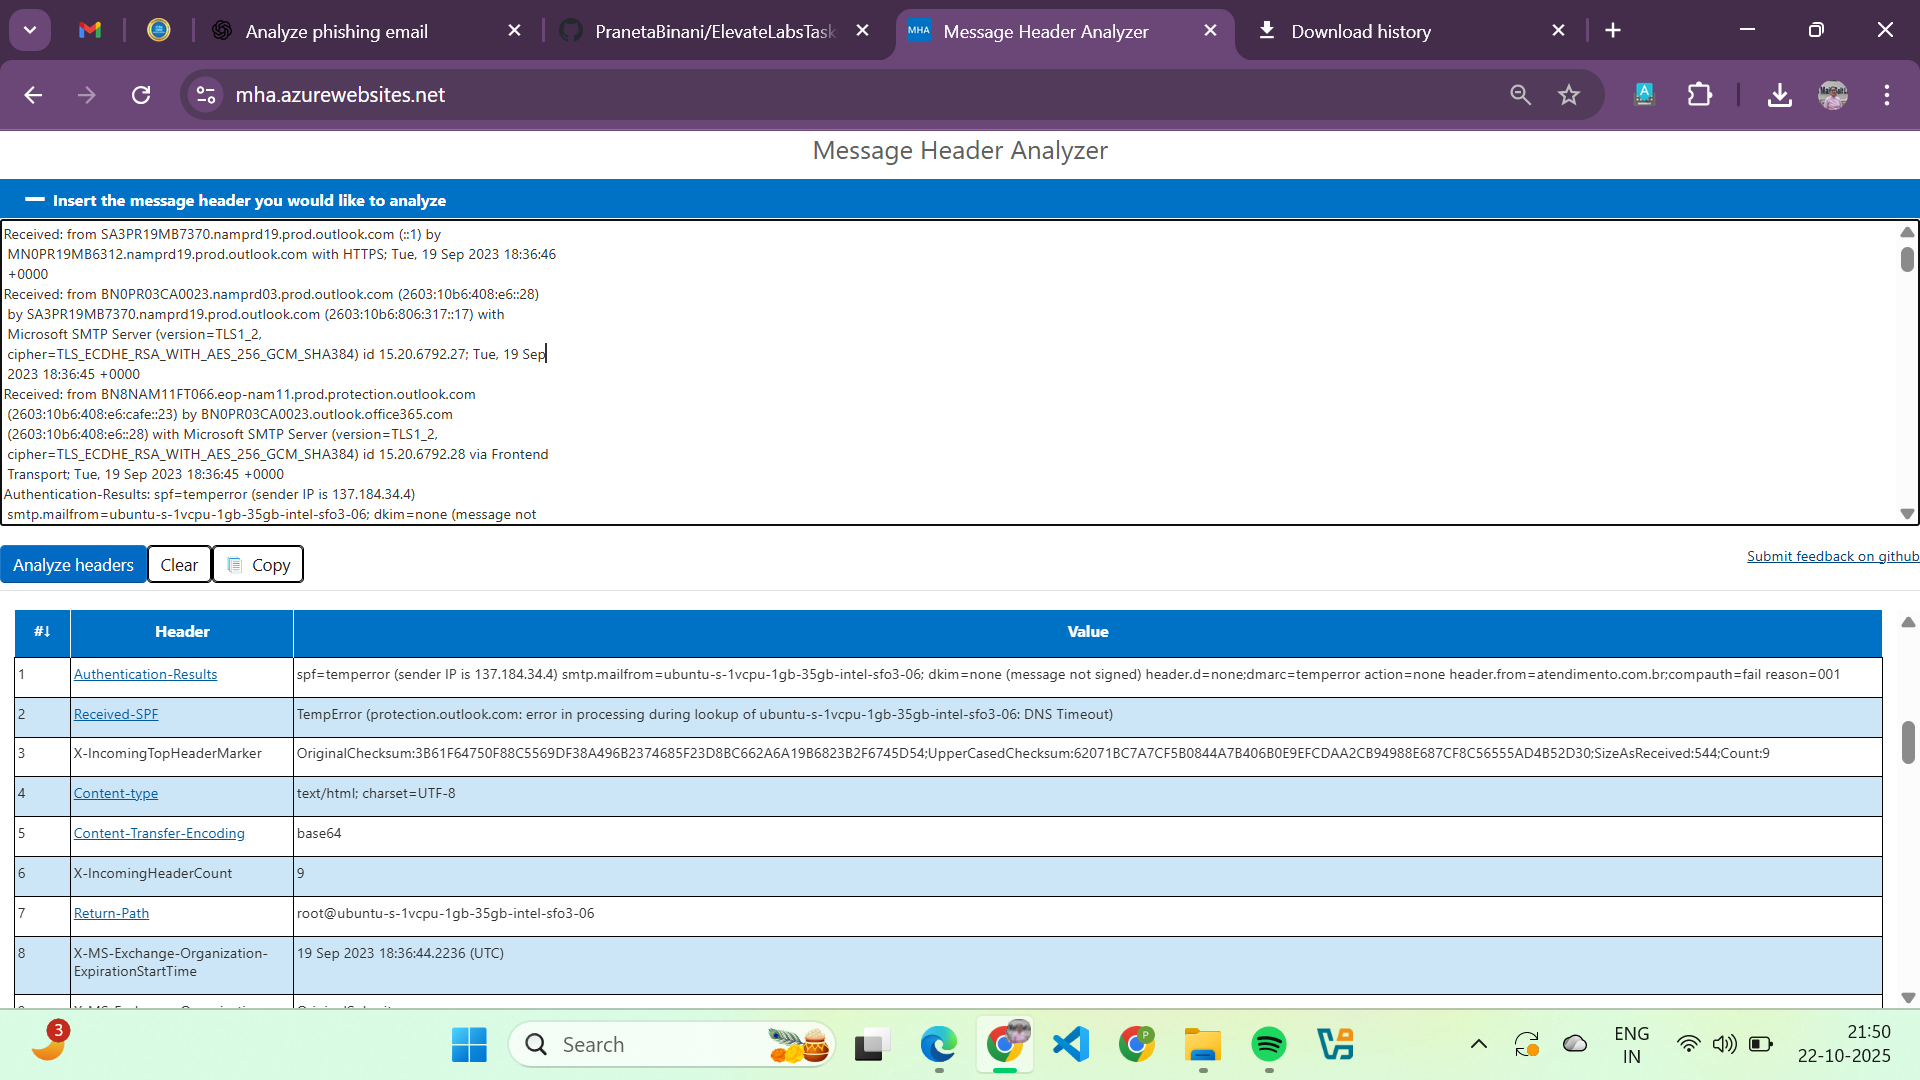 Analyze phishing email
PranetaBinani/ElevateLabsTask
MHA
Message Header Analyzer
Download history
mha.azurewebsites.net
Message Header Analyzer
Insert the message header you would like to analyze
Received: from SA3PR19MB7370.namprd19.prod.outlook.com (::1) by
MN0PR19MB6312.namprd19.prod.outlook.com with HTTPS; Tue, 19 Sep 2023 18:36:46
+0000
Received: from BN0PR03CA0023.namprd03.prod.outlook.com (2603:10b6:408:e6::28)
by SA3PR19MB7370.namprd19.prod.outlook.com (2603:10b6:806:317::17) with
Microsoft SMTP Server (version=TLS1_2,
cipher=TLS_ECDHE_RSA_WITH_AES_256_GCM_SHA384) id 15.20.6792.27; Tue, 19 Sep
2023 18:36:45 +0000
Received: from BN8NAM11FT066.eop-nam11.prod.protection.outlook.com
(2603:10b6:408:e6:cafe::23) by BN0PR03CA0023.outlook.office365.com
(2603:10b6:408:e6::28) with Microsoft SMTP Server (version=TLS1_2,
cipher=TLS_ECDHE_RSA_WITH_AES_256_GCM_SHA384) id 15.20.6792.28 via Frontend
Transport; Tue, 19 Sep 2023 18:36:45 +0000
Authentication-Results: spf=temperror (sender IP is 137.184.34.4)
smtp.mailfrom=ubuntu-s-1vcpu-1gb-35gb-intel-sfo3-06; dkim=none (message not
Analyze headers
Clear
Copy
Submit feedback on github
#↓ Header Value
1 Authentication-Results spf=temperror (sender IP is 137.184.34.4) smtp.mailfrom=ubuntu-s-1vcpu-1gb-35gb-intel-sfo3-06; dkim=none (message not signed) header.d=none;dmarc=temperror action=none header.from=atendimento.com.br;compauth=fail reason=001
2 Received-SPF TempError (protection.outlook.com: error in processing during lookup of ubuntu-s-1vcpu-1gb-35gb-intel-sfo3-06: DNS Timeout)
3 X-IncomingTopHeaderMarker OriginalChecksum:3B61F64750F88C5569DF38A496B2374685F23D8BC662A6A19B6823B2F6745D54;UpperCasedChecksum:62071BC7A7CF5B0844A7B406B0E9EFCDAA2CB94988E687CF8C56555AD4B52D30;SizeAsReceived:544;Count:9
4 Content-type text/html; charset=UTF-8
5 Content-Transfer-Encoding base64
6 X-IncomingHeaderCount 9
7 Return-Path root@ubuntu-s-1vcpu-1gb-35gb-intel-sfo3-06
8 X-MS-Exchange-Organization- 19 Sep 2023 18:36:44.2236 (UTC)
ExpirationStartTime
3
Search
P
ENG
IN
21:50
22-10-2025